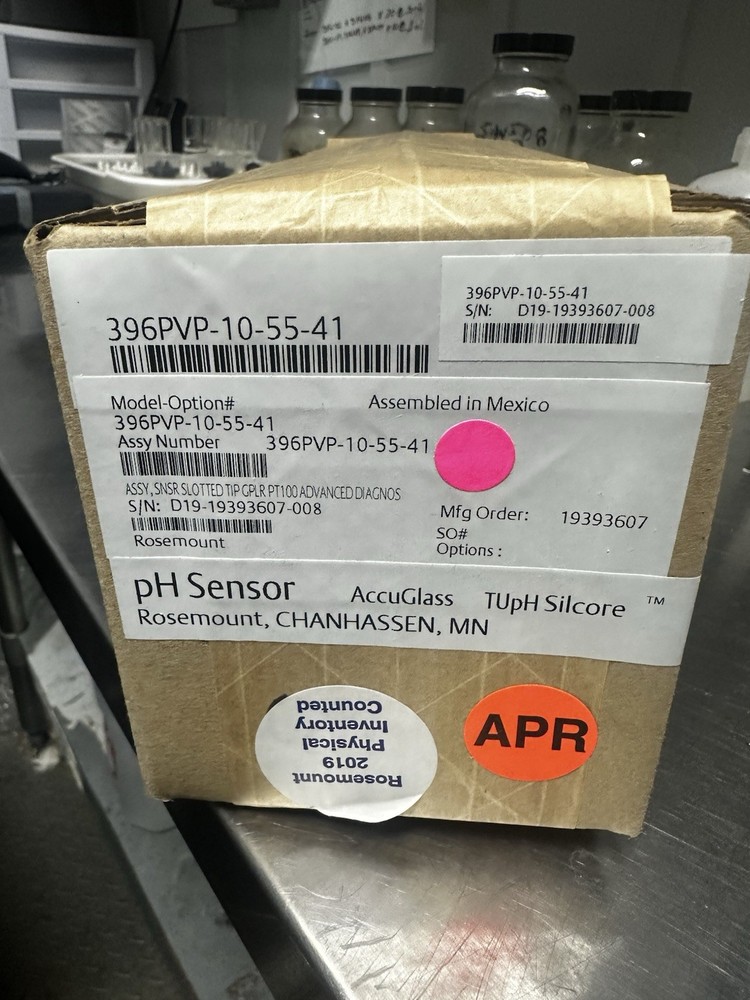 396PVP-10-55-41
396PVP-10-55-41
S/N: D19-19393607-008
Model-Option#
Assembled in Mexico
396PVP-10-55-41
Assy Number 396PVP-10-55-41
ASSY, SNSR SLOTTED TIP GPLR PT100 ADVANCED DIAGNOS
S/N: D19-19393607-008
Rosemount
Mfg Order: 19393607
SO#
Options :
pH Sensor AccuGlass TUpH Silcore ™
Rosemount, CHANHASSEN, MN
Rosemount
2019
Physical
Inventory
Counted
APR